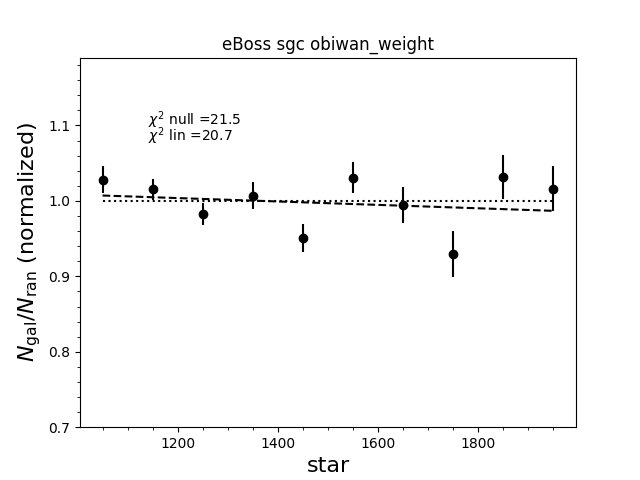 eBoss sgc obiwan_weight
χ² null =21.5
χ² lin =20.7
N_gal/N_ran (normalized)
1.1
1.0
0.9
0.8
0.7
1200 1400 1600 1800
star